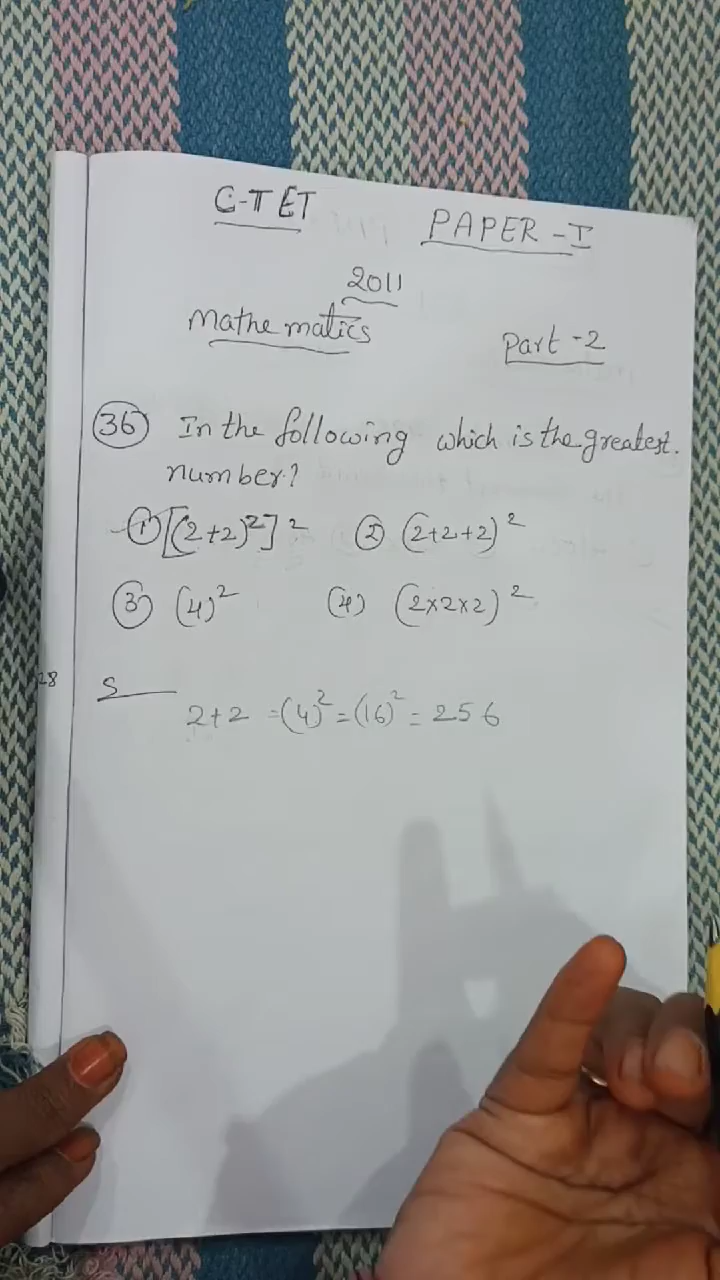 C-TET PAPER-I
2011
Mathematics Part-2
36 In the following which is the greatest.
number?
1 [(2+2)²]² 2 (2+2+2)²
3 (4)² (4) (2×2×2)²
28
S
2+2 = (4)² = (16)² = 256